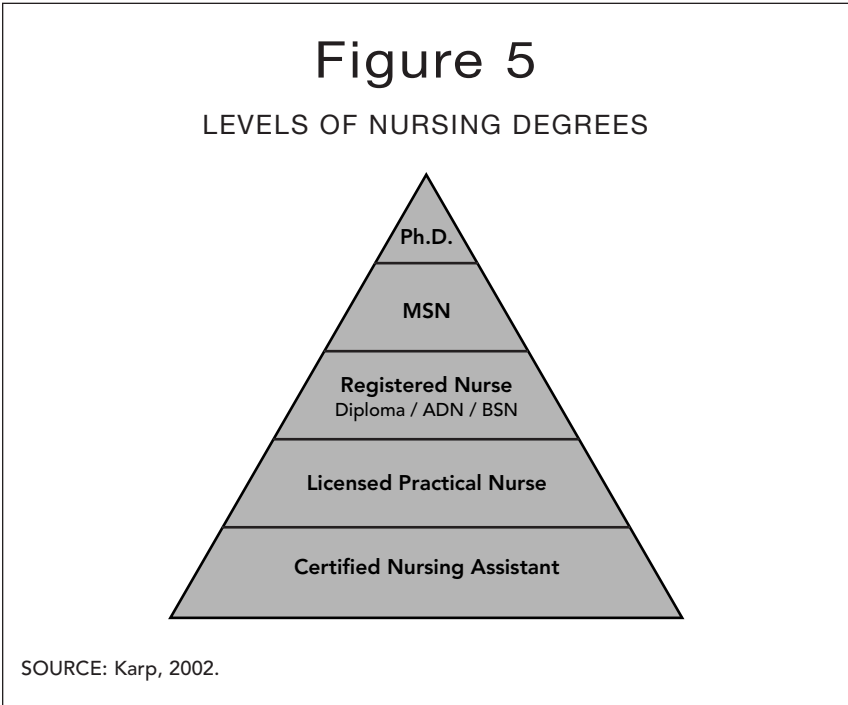 Figure 5
LEVELS OF NURSING DEGREES
Ph.D.
MSN
Registered Nurse
Diploma / ADN / BSN
Licensed Practical Nurse
Certified Nursing Assistant
SOURCE: Karp, 2002.